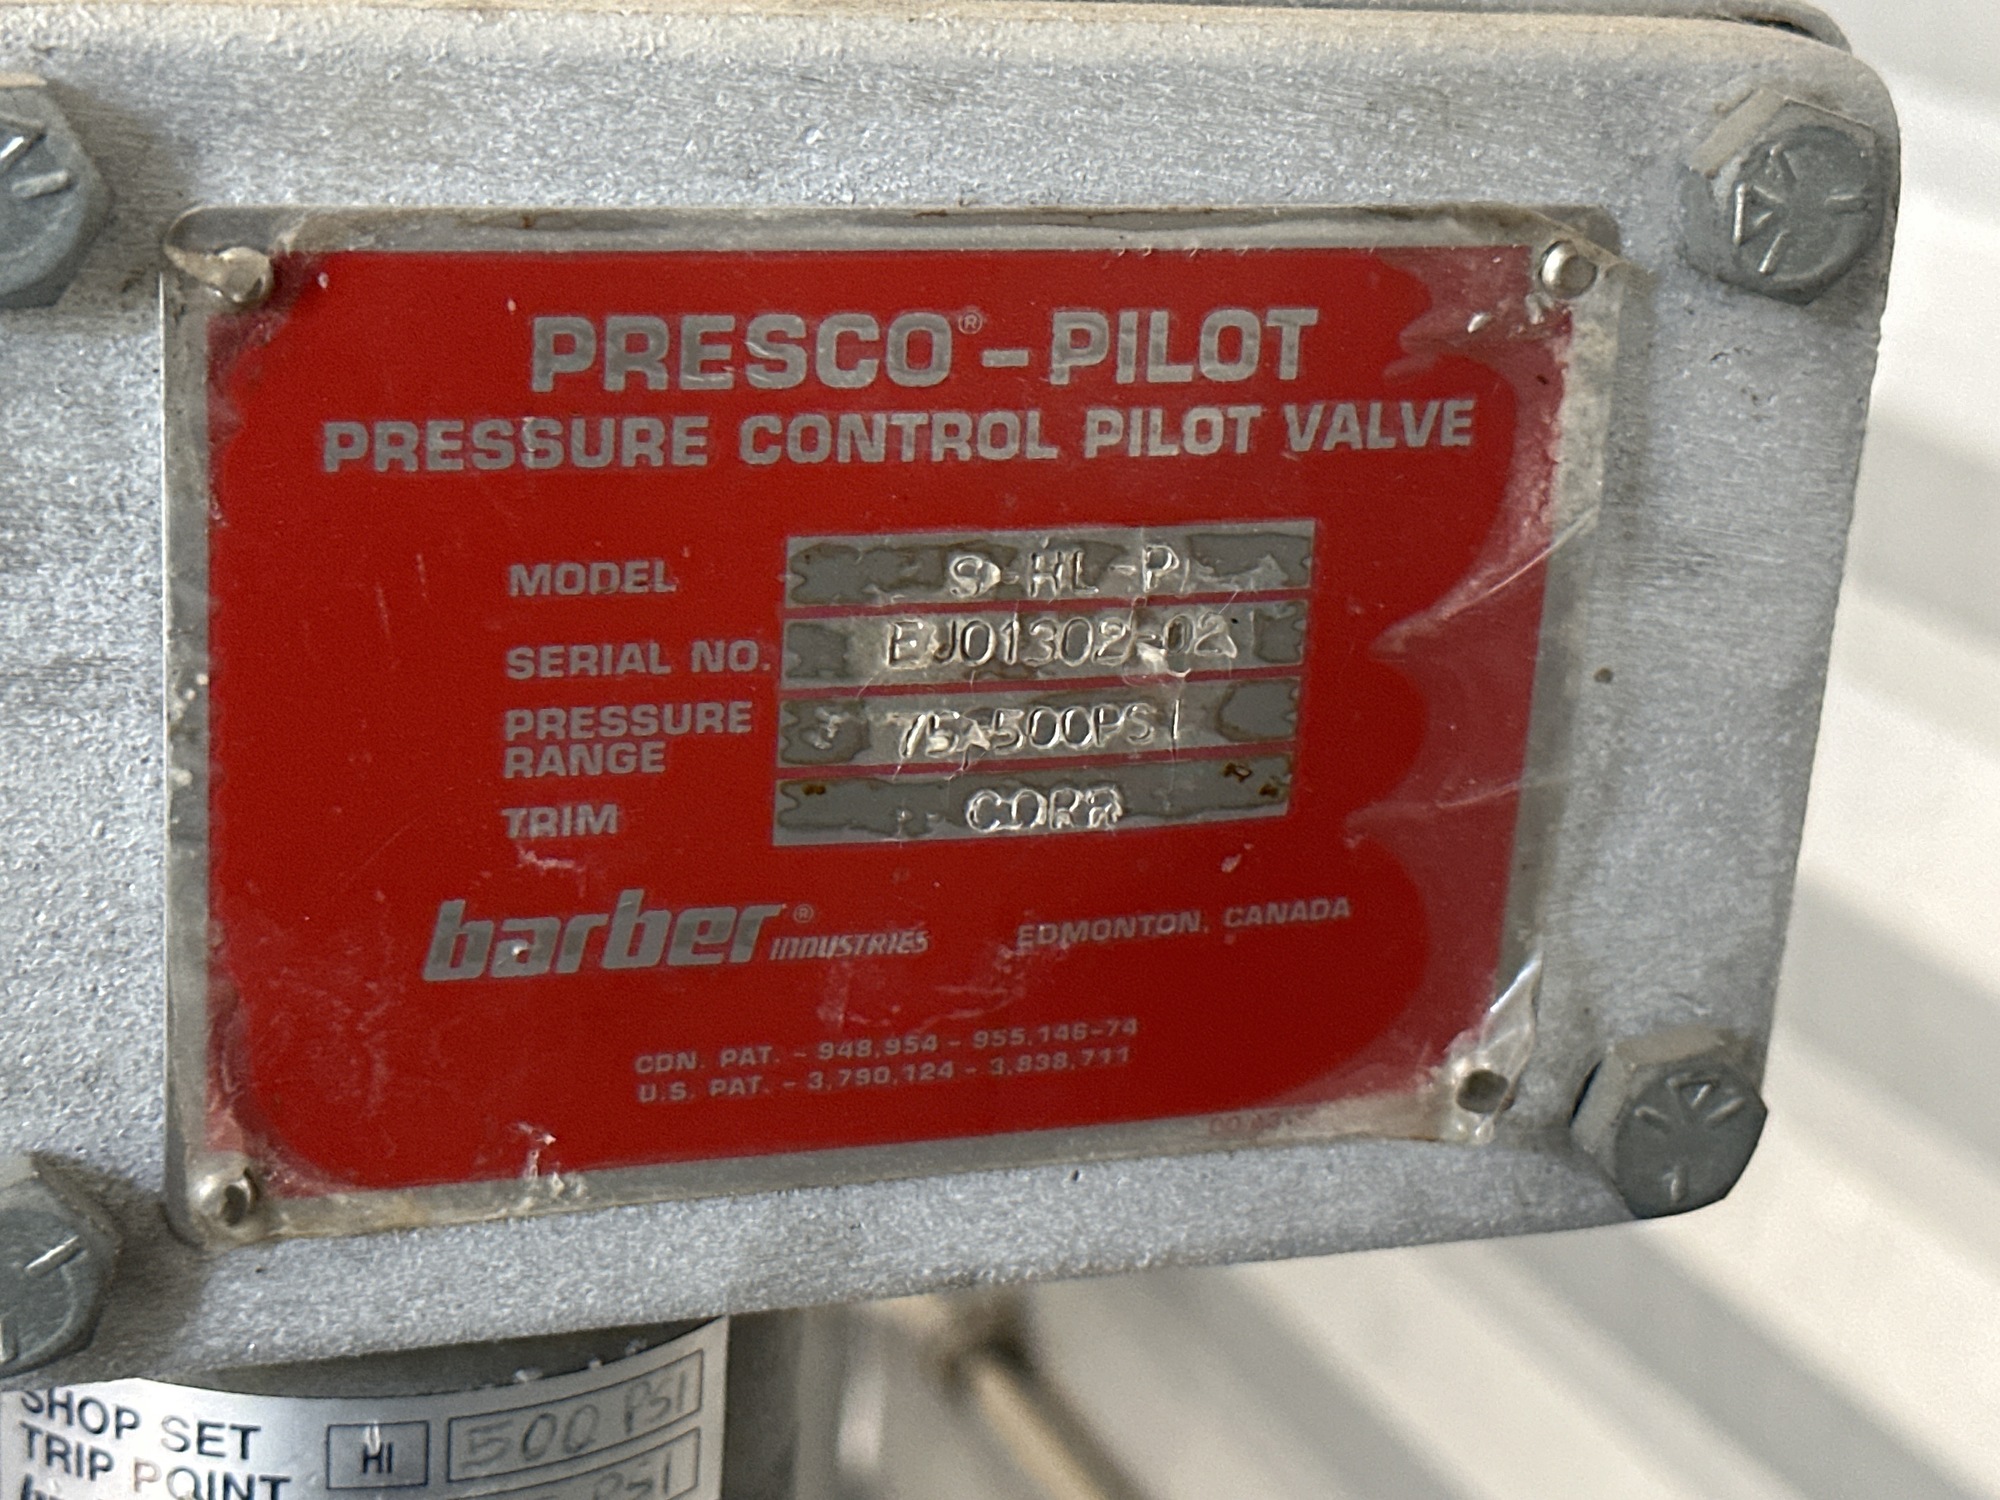 PRESCO® - PILOT
PRESSURE CONTROL PILOT VALVE
MODEL S-HL-P
SERIAL NO. EJ01302-02
PRESSURE RANGE 75-500PSI
TRIM CORR
barber® INDUSTRIES EDMONTON, CANADA
CDN. PAT. - 948,954 - 955,146-74
U.S. PAT. - 3,790,124 - 3,838,711
SHOP SET
TRIP POINT
HI 500 PSI
PSI